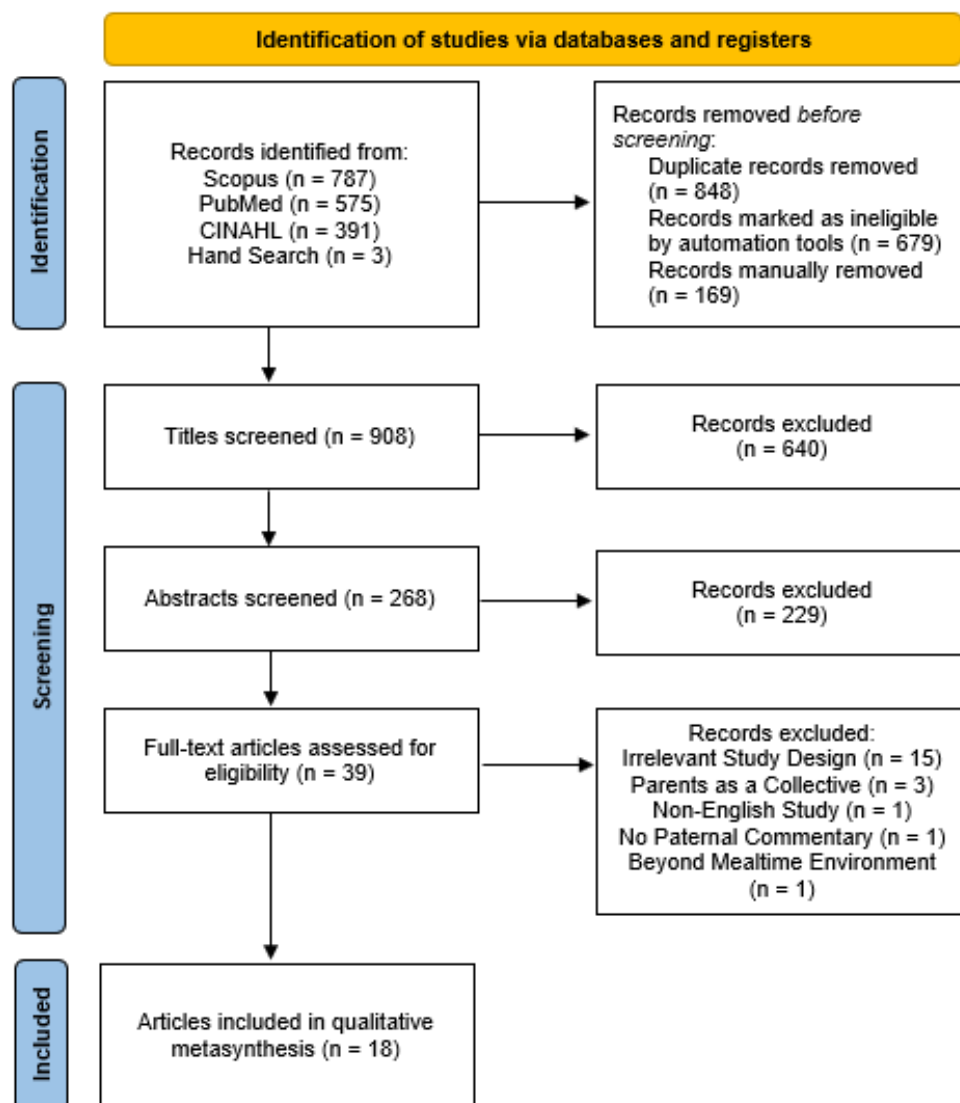 Identification of studies via databases and registers
Identification
Records identified from:
Scopus (n = 787)
PubMed (n = 575)
CINAHL (n = 391)
Hand Search (n = 3)
Records removed before
screening:
Duplicate records removed
(n = 848)
Records marked as ineligible
by automation tools (n = 679)
Records manually removed
(n = 169)
Screening
Titles screened (n = 908)
Records excluded
(n = 640)
Abstracts screened (n = 268)
Records excluded
(n = 229)
Full-text articles assessed for
eligibility (n = 39)
Records excluded:
Irrelevant Study Design (n = 15)
Parents as a Collective (n = 3)
Non-English Study (n = 1)
No Paternal Commentary (n = 1)
Beyond Mealtime Environment
(n = 1)
Included
Articles included in qualitative
metasynthesis (n = 18)